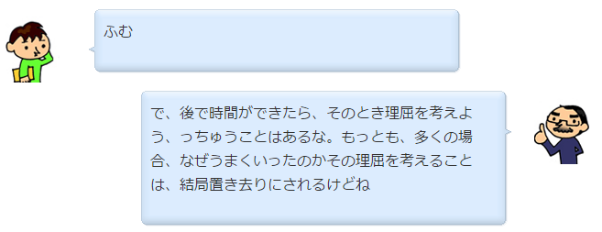 ふむ
で、後で時間ができたら、そのとき理屈を考えよ
う、っちゅうことはあるな。もっとも、多くの場
合、なぜうまくいったのかその理屈を考えること
は、結局置き去りにされるけどね